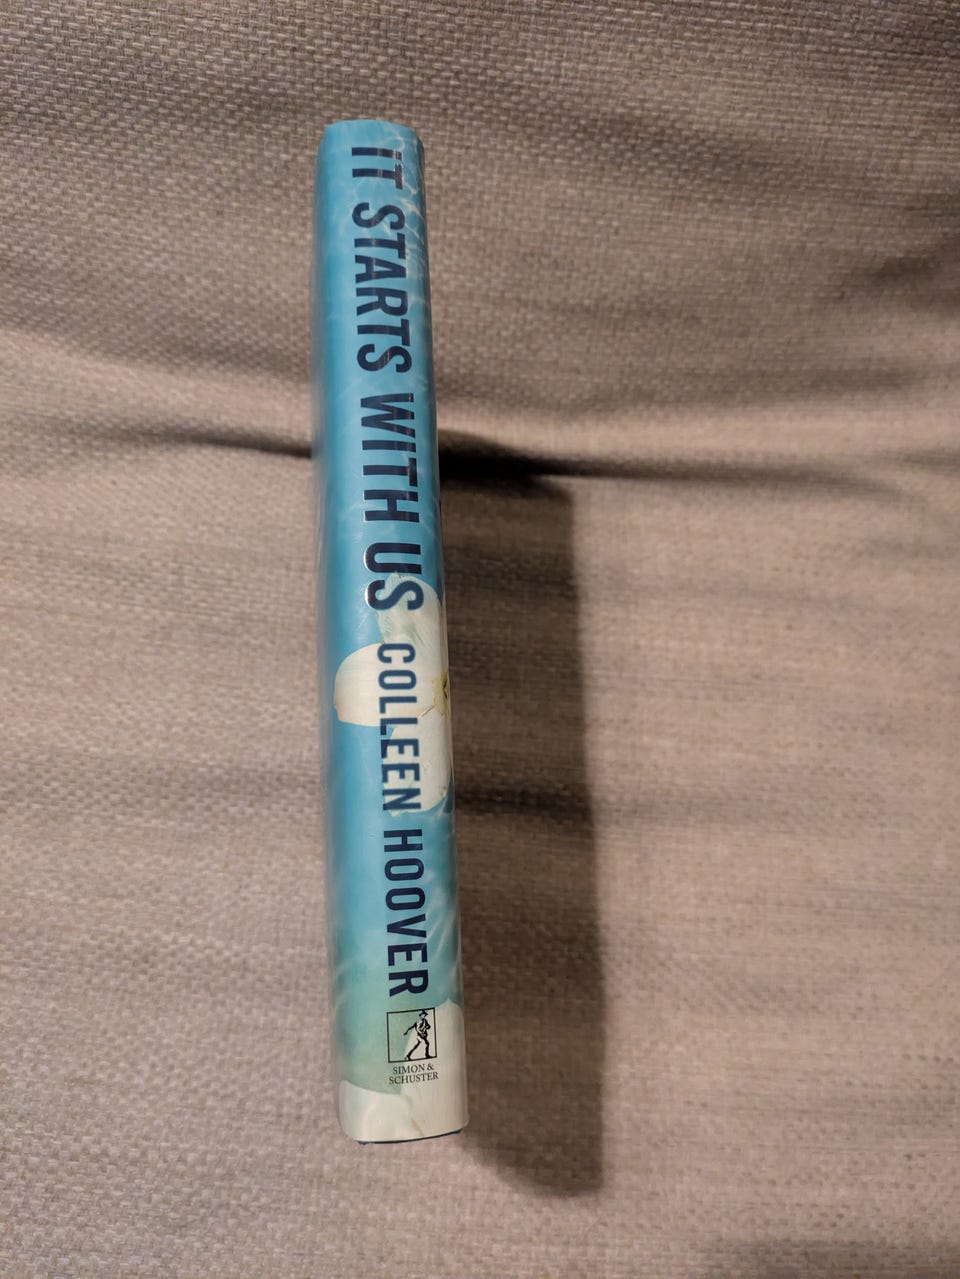 IT STARTS WITH US
COLLEEN HOOVER
SIMON &
SCHUSTER